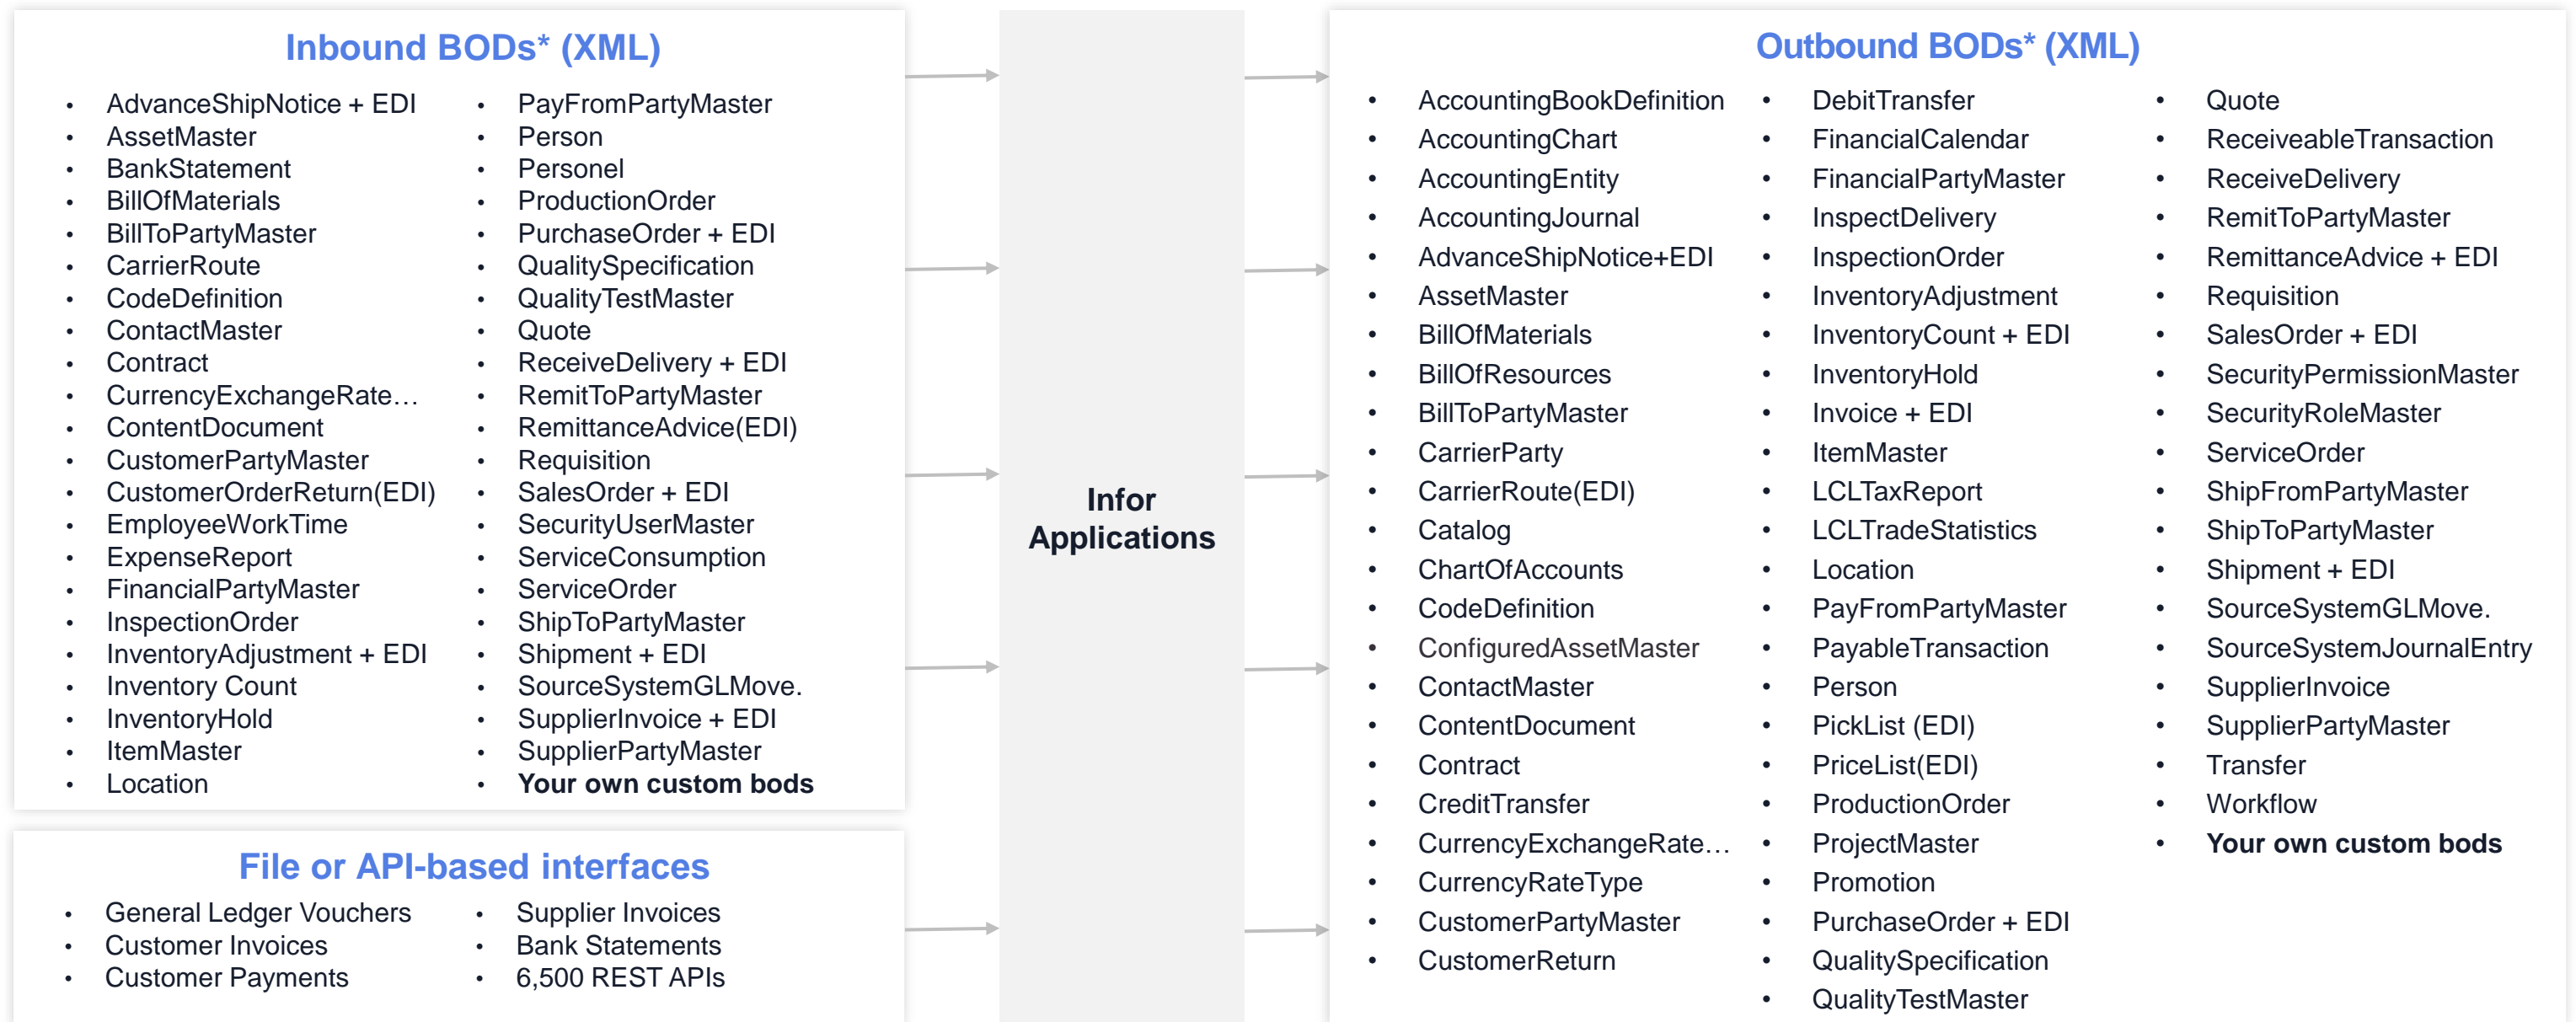 Inbound BODs* (XML)
• AdvanceShipNotice + EDI
• AssetMaster
• BankStatement
• BillOfMaterials
• BillToPartyMaster
• CarrierRoute
• CodeDefinition
• ContactMaster
• Contract
• CurrencyExchangeRate…
• ContentDocument
• CustomerPartyMaster
• CustomerOrderReturn(EDI)
• EmployeeWorkTime
• ExpenseReport
• FinancialPartyMaster
• InspectionOrder
• InventoryAdjustment + EDI
• Inventory Count
• InventoryHold
• ItemMaster
• Location
• PayFromPartyMaster
• Person
• Personel
• ProductionOrder
• PurchaseOrder + EDI
• QualitySpecification
• QualityTestMaster
• Quote
• ReceiveDelivery + EDI
• RemitToPartyMaster
• RemittanceAdvice(EDI)
• Requisition
• SalesOrder + EDI
• SecurityUserMaster
• ServiceConsumption
• ServiceOrder
• ShipToPartyMaster
• Shipment + EDI
• SourceSystemGLMove.
• SupplierInvoice + EDI
• SupplierPartyMaster
• Your own custom bods
File or API-based interfaces
• General Ledger Vouchers
• Customer Invoices
• Customer Payments
• Supplier Invoices
• Bank Statements
• 6,500 REST APIs
Infor
Applications
Outbound BODs* (XML)
• AccountingBookDefinition
• AccountingChart
• AccountingEntity
• AccountingJournal
• AdvanceShipNotice+EDI
• AssetMaster
• BillOfMaterials
• BillOfResources
• BillToPartyMaster
• CarrierParty
• CarrierRoute(EDI)
• Catalog
• ChartOfAccounts
• CodeDefinition
• ConfiguredAssetMaster
• ContactMaster
• ContentDocument
• Contract
• CreditTransfer
• CurrencyExchangeRate…
• CurrencyRateType
• CustomerPartyMaster
• CustomerReturn
• DebitTransfer
• FinancialCalendar
• FinancialPartyMaster
• InspectDelivery
• InspectionOrder
• InventoryAdjustment
• InventoryCount + EDI
• InventoryHold
• Invoice + EDI
• ItemMaster
• LCLTaxReport
• LCLTradeStatistics
• Location
• PayFromPartyMaster
• PayableTransaction
• Person
• PickList (EDI)
• PriceList(EDI)
• ProductionOrder
• ProjectMaster
• Promotion
• PurchaseOrder + EDI
• QualitySpecification
• QualityTestMaster
• Quote
• ReceiveableTransaction
• ReceiveDelivery
• RemitToPartyMaster
• RemittanceAdvice + EDI
• Requisition
• SalesOrder + EDI
• SecurityPermissionMaster
• SecurityRoleMaster
• ServiceOrder
• ShipFromPartyMaster
• ShipToPartyMaster
• Shipment + EDI
• SourceSystemGLMove.
• SourceSystemJournalEntry
• SupplierInvoice
• SupplierPartyMaster
• Transfer
• Workflow
• Your own custom bods